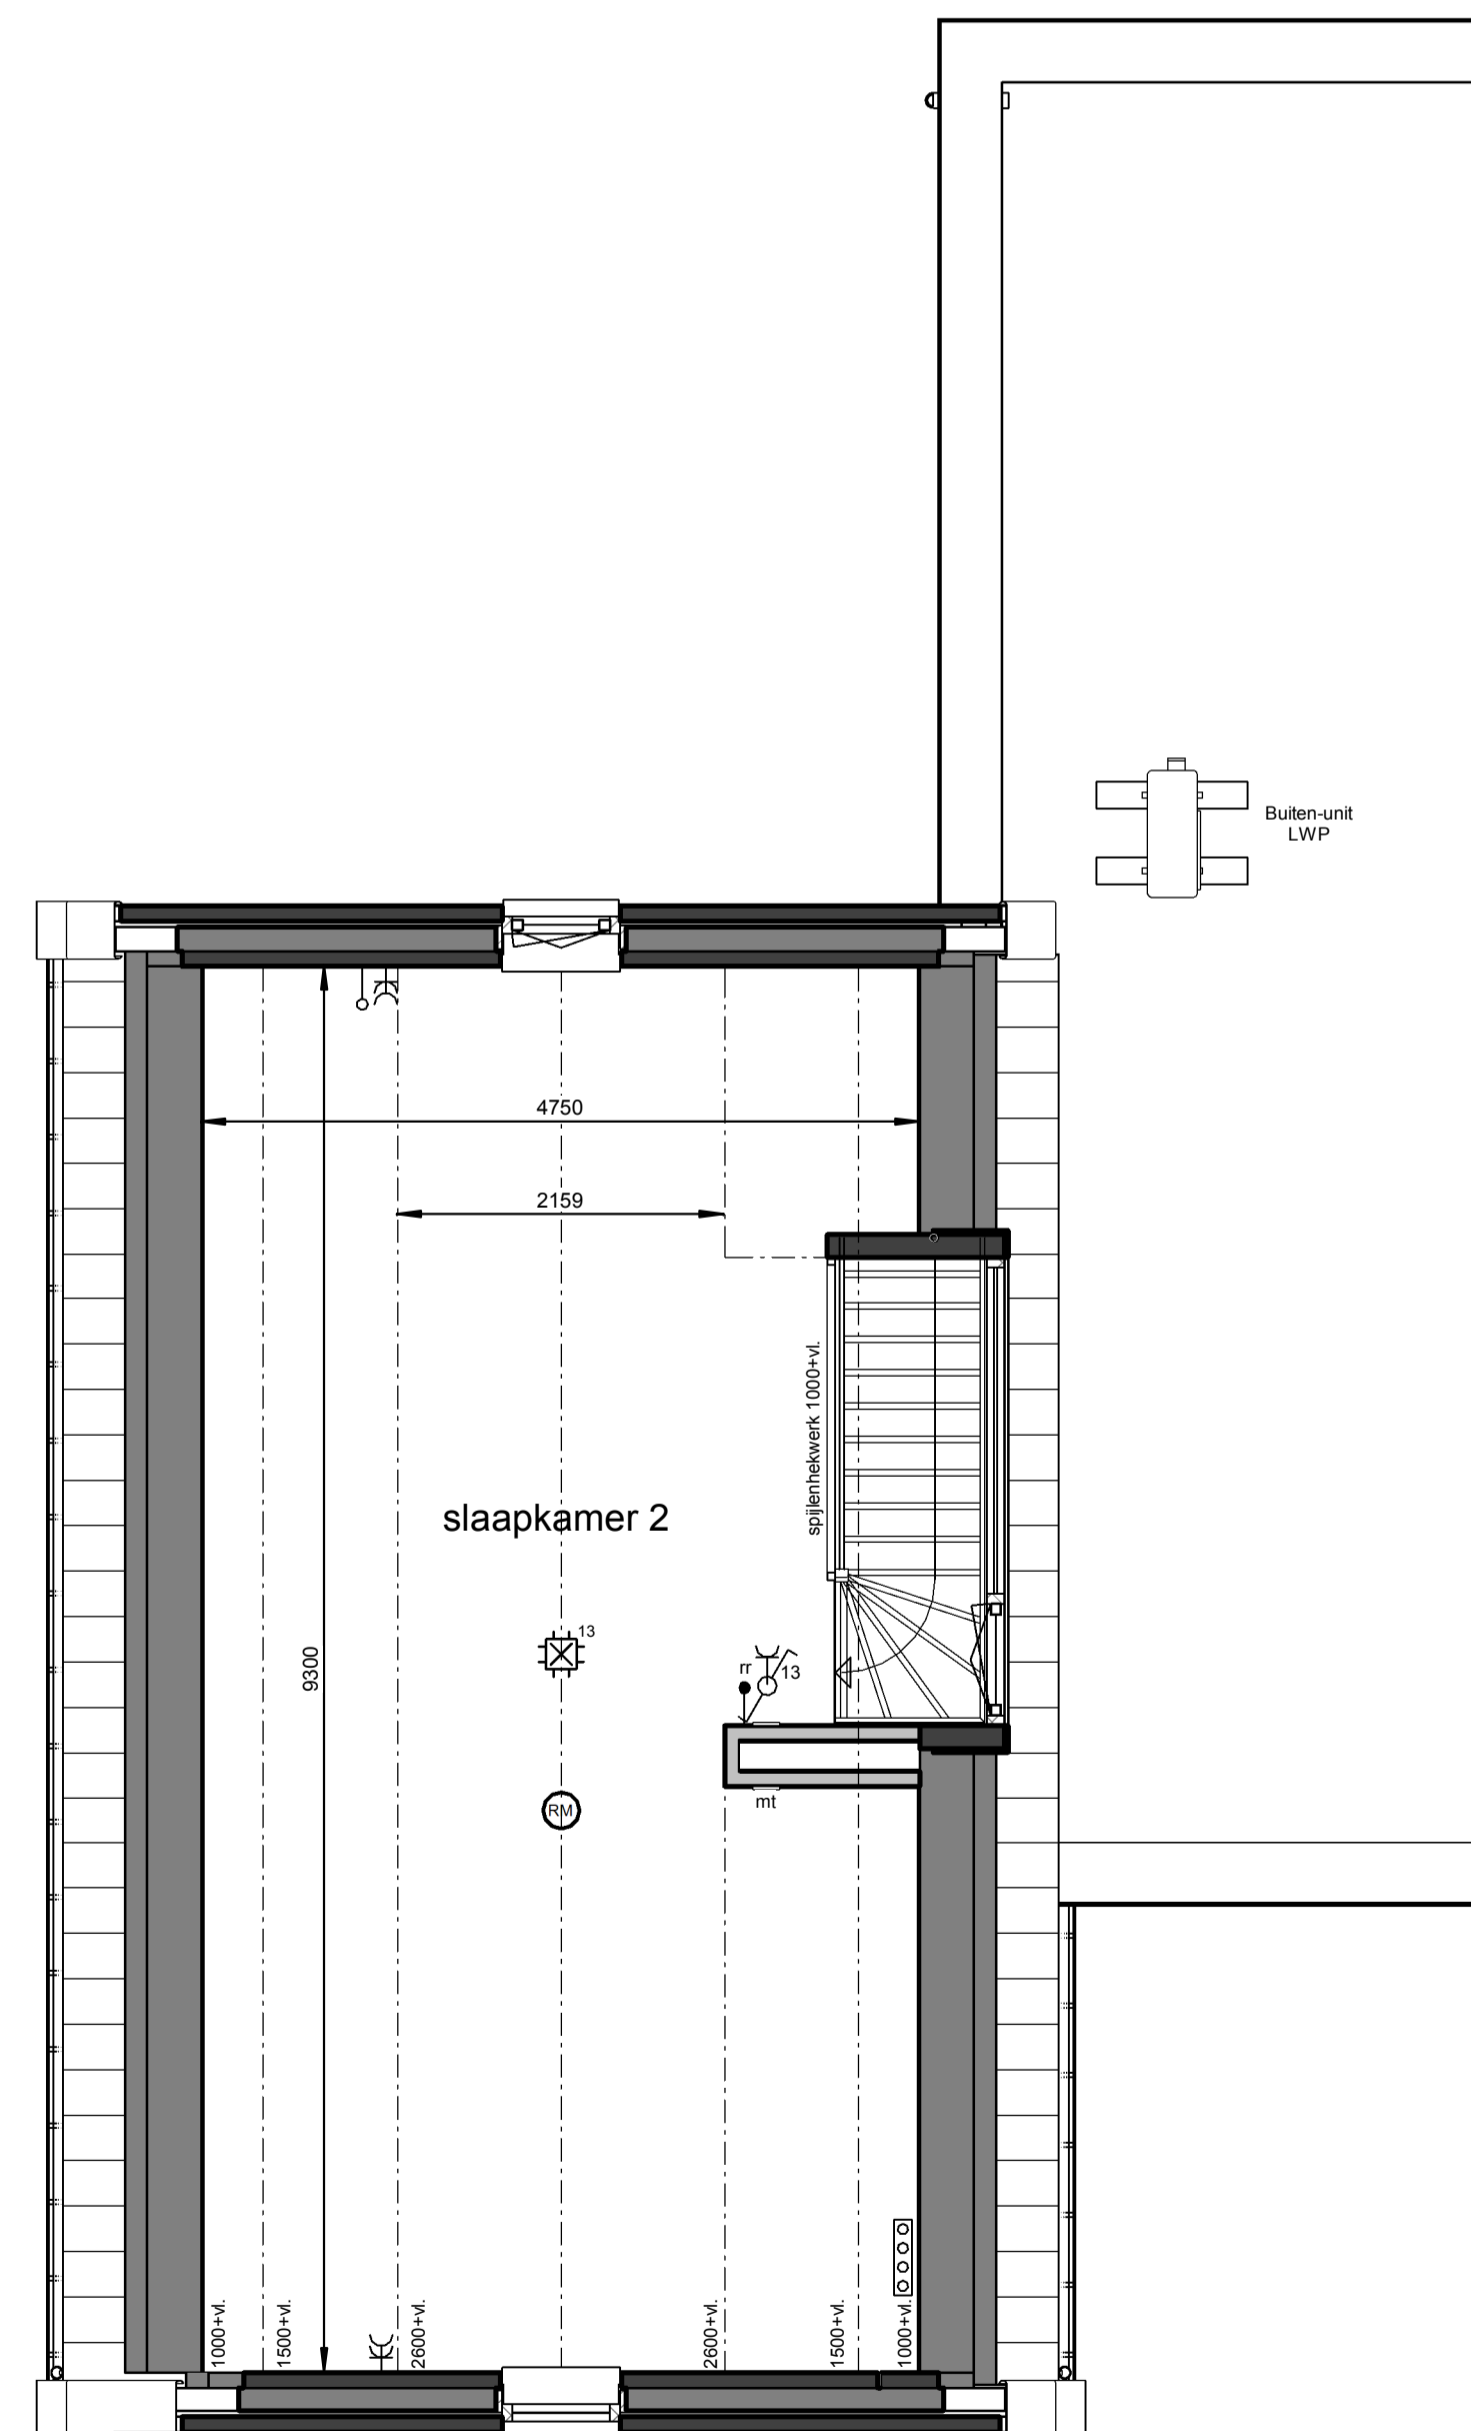 Buiten-unit
LWP
4750
2159
spijlenhekwerk 1000+vl.
slaapkamer 2
13
9300
rr
13
RM
mt
1000+vl.
1500+vl.
2600+vl.
2600+vl.
1500+vl.
1000+vl.